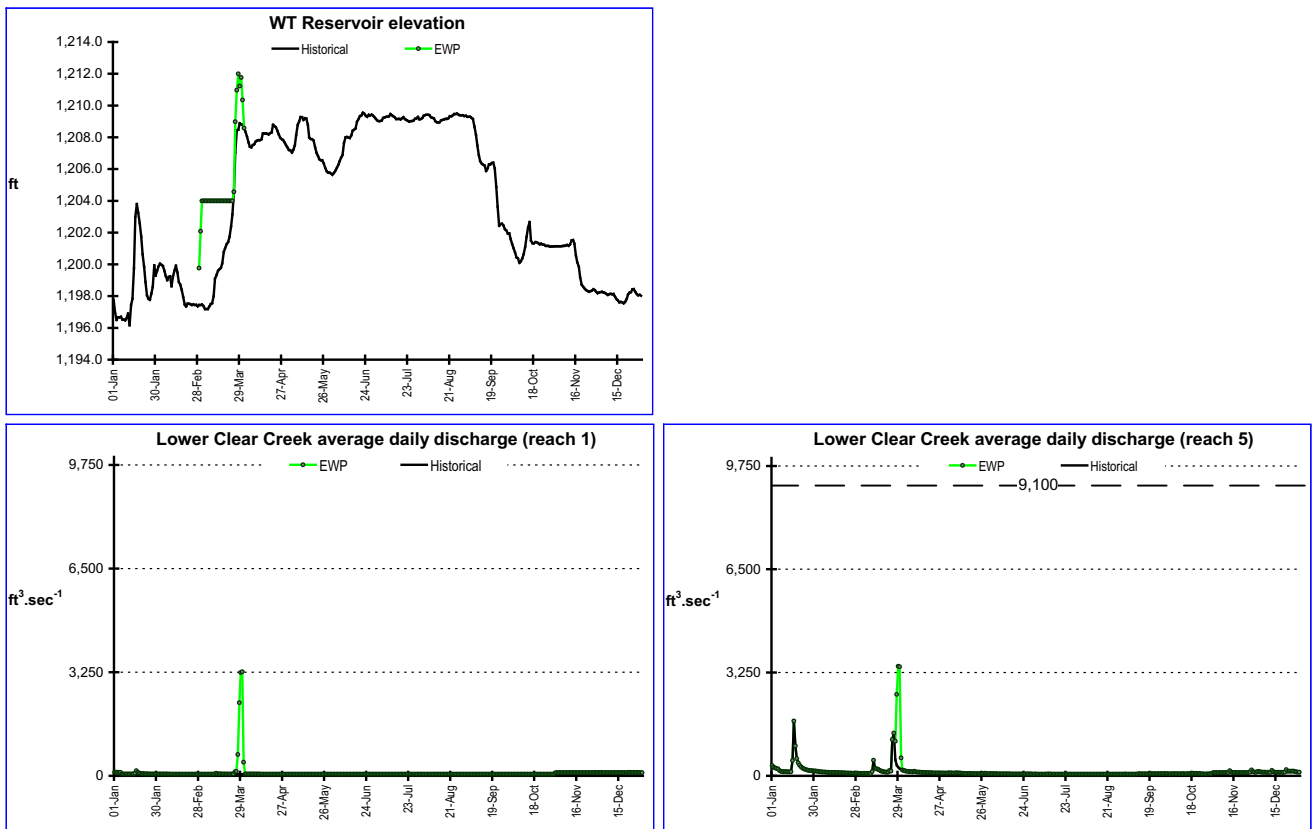 WT Reservoir elevation
Historical EWP
1,214.0
1,212.0
1,210.0
1,208.0
1,206.0
ft
1,204.0
1,202.0
1,200.0
1,198.0
1,196.0
1,194.0
01-Jan 30-Jan 28-Feb 29-Mar 27-Apr 26-May 24-Jun 23-Jul 21-Aug 19-Sep 18-Oct 16-Nov 15-Dec
Lower Clear Creek average daily discharge (reach 1)
EWP Historical
9,750
6,500
ft³.sec⁻¹
3,250
0
01-Jan 30-Jan 28-Feb 29-Mar 27-Apr 26-May 24-Jun 23-Jul 21-Aug 19-Sep 18-Oct 16-Nov 15-Dec
Lower Clear Creek average daily discharge (reach 5)
EWP Historical
9,750
9,100
6,500
ft³.sec⁻¹
3,250
0
01-Jan 30-Jan 28-Feb 29-Mar 27-Apr 26-May 24-Jun 23-Jul 21-Aug 19-Sep 18-Oct 16-Nov 15-Dec